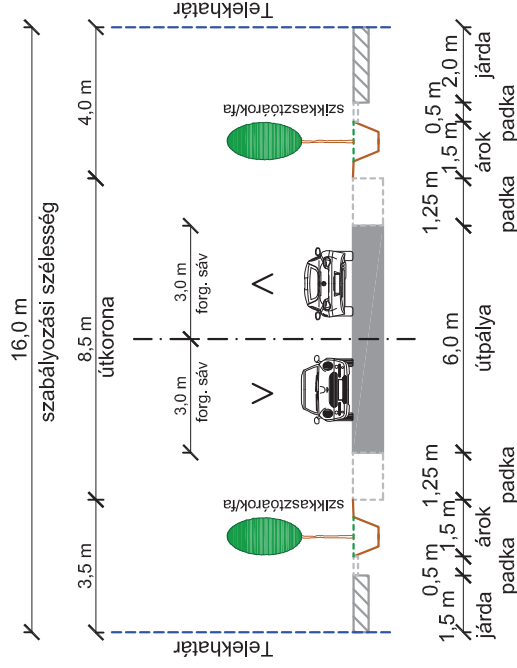 16,0 m
szabályozási szélesség
3,5 m
8,5 m
4,0 m
útkorona
3,0 m
forg. sáv
3,0 m
forg. sáv
szikkasztóárok/fa
szikkasztóárok/fa
Telekhatár
Telekhatár
1,5 m
járda
0,5 m
padka
1,5 m
árok
1,25 m
padka
6,0 m
útpálya
1,25 m
padka
1,5 m
árok
0,5 m
padka
2,0 m
járda